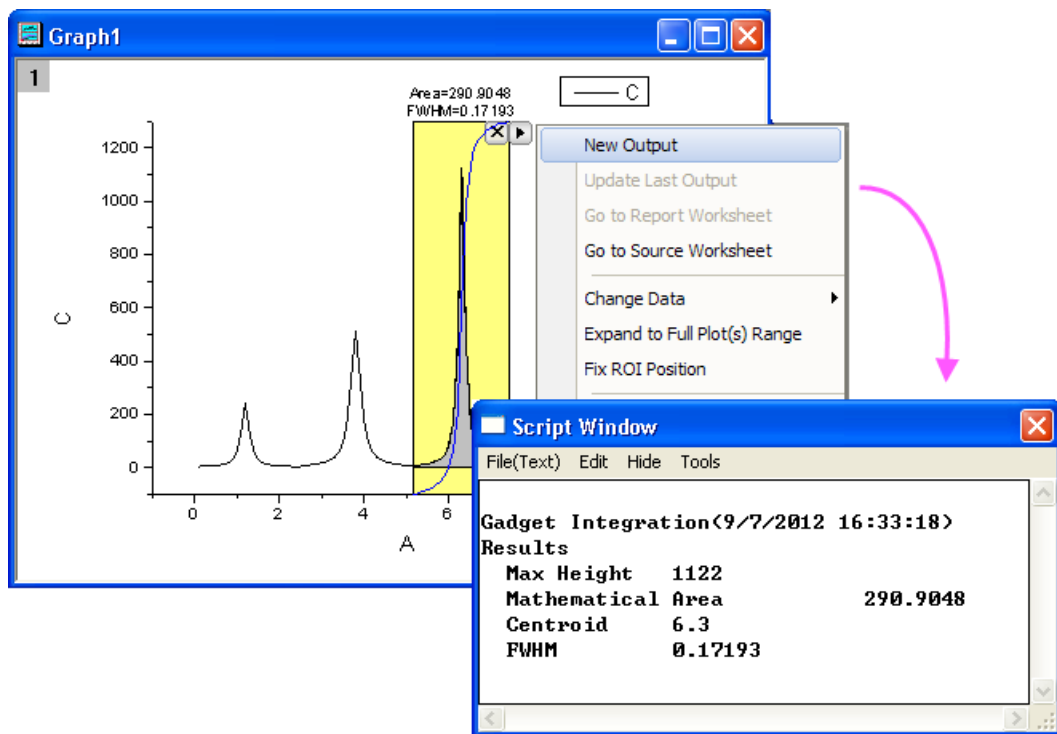 Graph1
1
Area=290.9048
FWHM=0.17193
C
1200
1000
800
600
400
200
0
C
0
2
4
6
A
New Output
Update Last Output
Go to Report Worksheet
Go to Source Worksheet
Change Data
Expand to Full Plot(s) Range
Fix ROI Position
Script Window
File(Text) Edit Hide Tools
Gadget Integration(9/7/2012 16:33:18)
Results
Max Height 1122
Mathematical Area 290.9048
Centroid 6.3
FWHM 0.17193